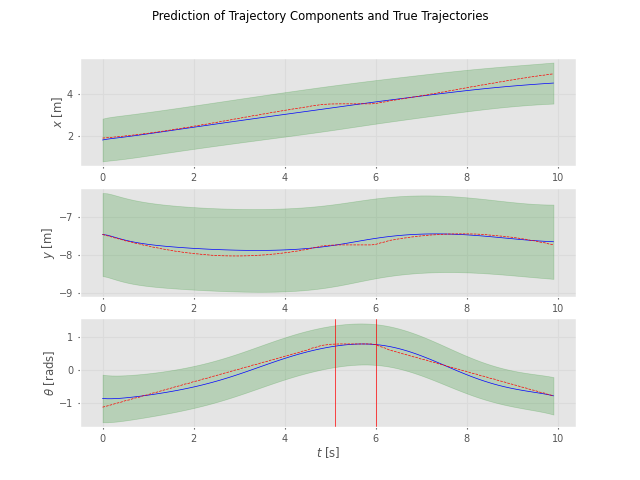 Prediction of Trajectory Components and True Trajectories
x [m]
4
2
0 2 4 6 8 10
y [m]
−7
−8
−9
0 2 4 6 8 10
θ [rads]
1
0
−1
0 2 4 6 8 10
t [s]